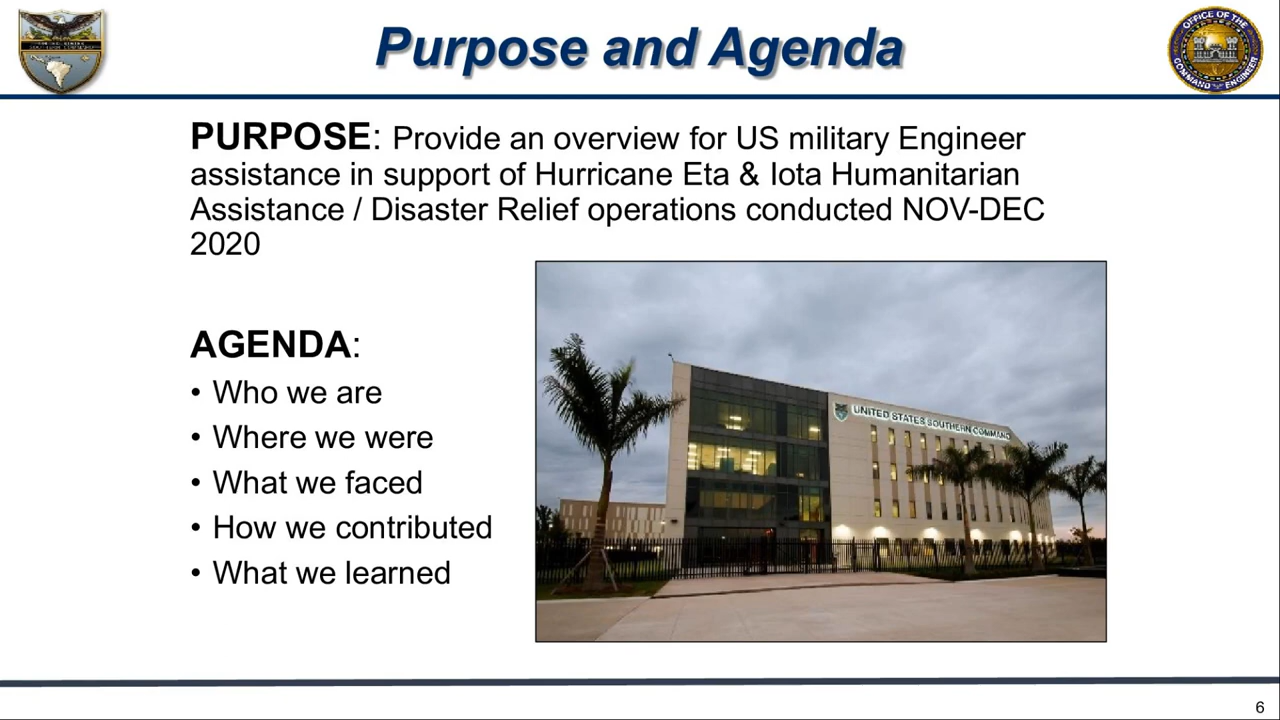 Purpose and Agenda
OFFICE OF THE
COMMAND ENGINEER
PURPOSE: Provide an overview for US military Engineer
assistance in support of Hurricane Eta & Iota Humanitarian
Assistance / Disaster Relief operations conducted NOV-DEC
2020
AGENDA:
• Who we are
• Where we were
• What we faced
• How we contributed
• What we learned
UNITED STATES SOUTHERN COMMAND
6